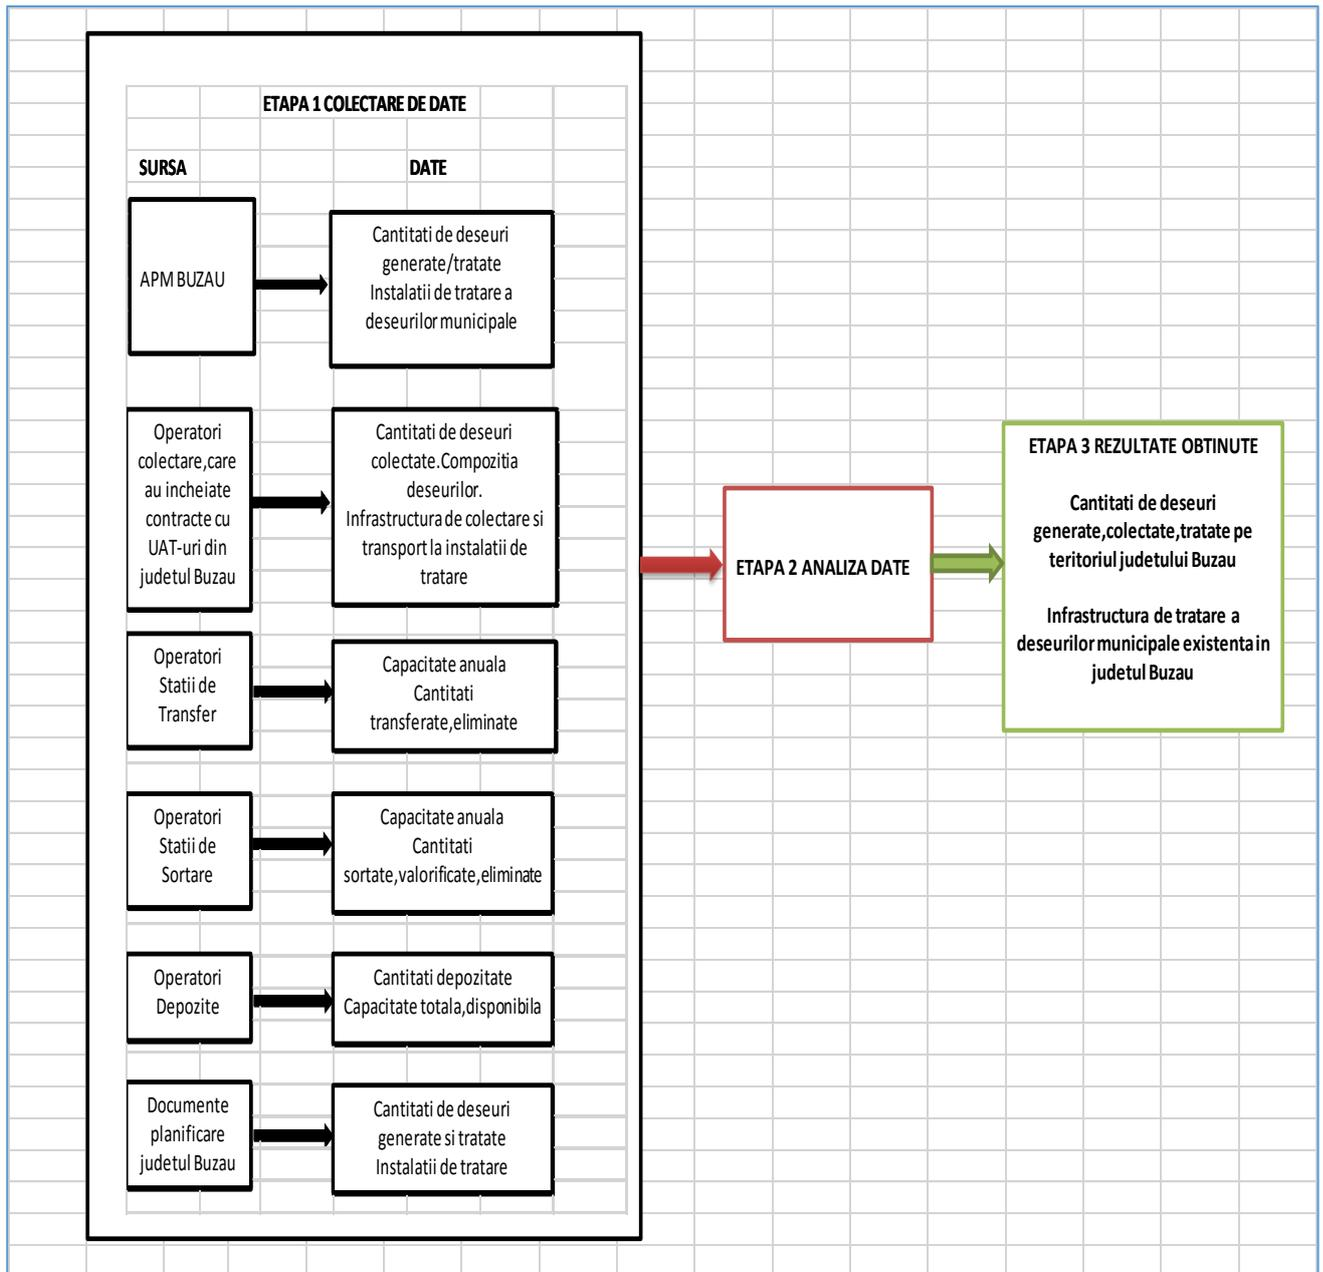 ETAPA 1 COLECTARE DE DATE
SURSA
DATE
APM BUZAU
Cantitati de deseuri
generate/tratate
Instalatii de tratare a
deseurilor municipale
Operatori
colectare,care
au incheiate
contracte cu
UAT-uri din
judetul Buzau
Cantitati de deseuri
colectate.Compozitia
deseurilor.
Infrastructura de colectare si
transport la instalatii de
tratare
Operatori
Statii de
Transfer
Capacitate anuala
Cantitati
transferate,eliminate
Operatori
Statii de
Sortare
Capacitate anuala
Cantitati
sortate,valorificate,eliminate
Operatori
Depozite
Cantitati depozitate
Capacitate totala,disponibila
Documente
planificare
judetul Buzau
Cantitati de deseuri
generate si tratate
Instalatii de tratare
ETAPA 2 ANALIZA DATE
ETAPA 3 REZULTATE OBTINUTE
Cantitati de deseuri
generate,colectate,tratate pe
teritoriul judetului Buzau
Infrastructura de tratare a
deseurilor municipale existenta in
judetul Buzau